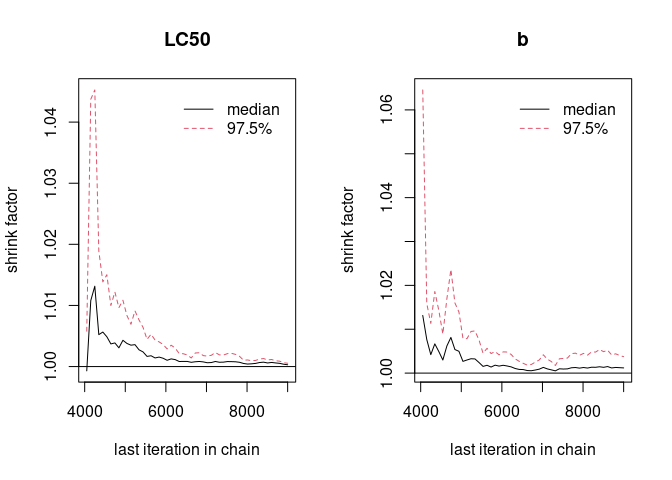 LC50
median
97.5%
shrink factor
1.04
1.03
1.02
1.01
1.00
4000
6000
8000
last iteration in chain
b
median
97.5%
shrink factor
1.06
1.04
1.02
1.00
4000
6000
8000
last iteration in chain